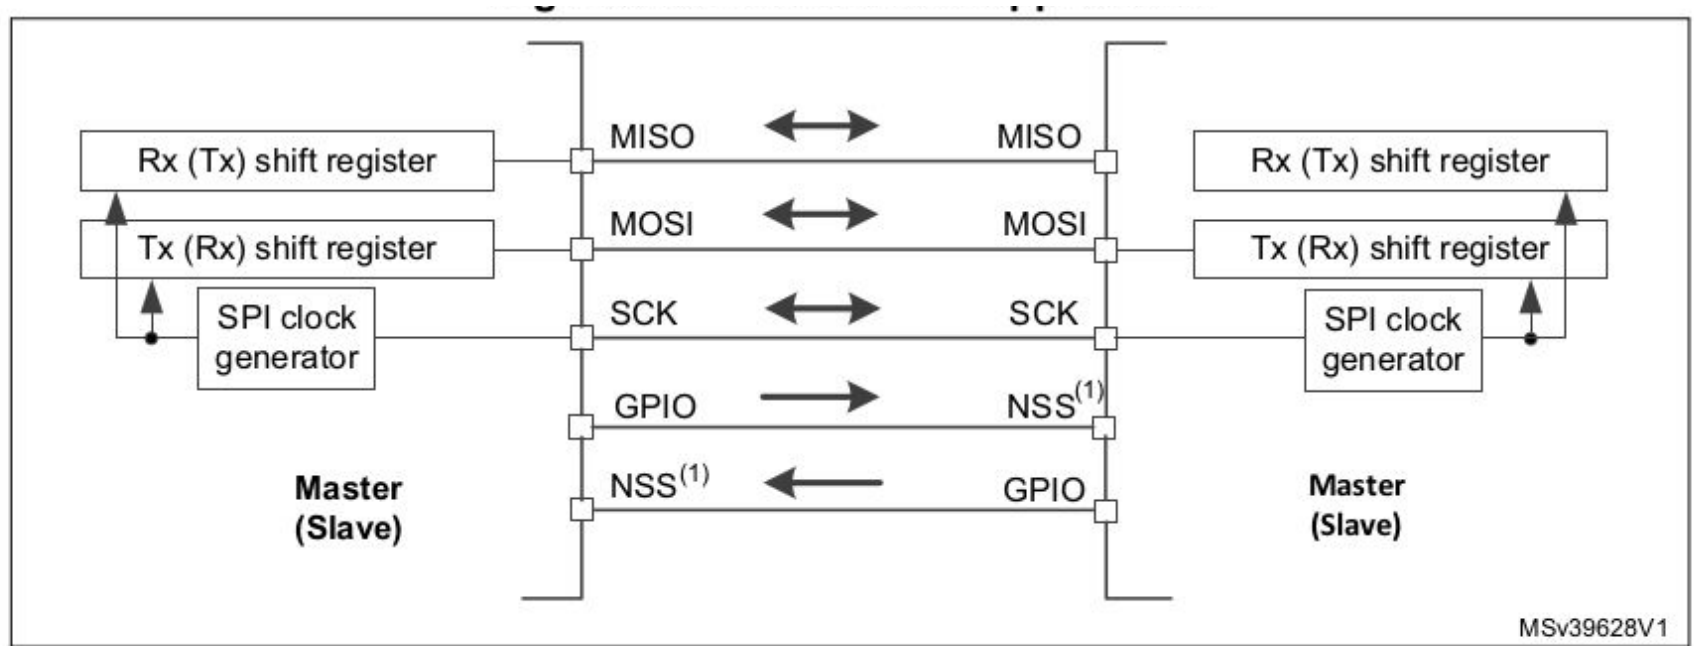 MISO
MISO
Rx (Tx) shift register
Rx (Tx) shift register
MOSI
MOSI
Tx (Rx) shift register
Tx (Rx) shift register
SCK
SCK
SPI clock
generator
SPI clock
generator
GPIO
NSS(1)
NSS(1)
GPIO
Master
(Slave)
Master
(Slave)
MSv39628V1